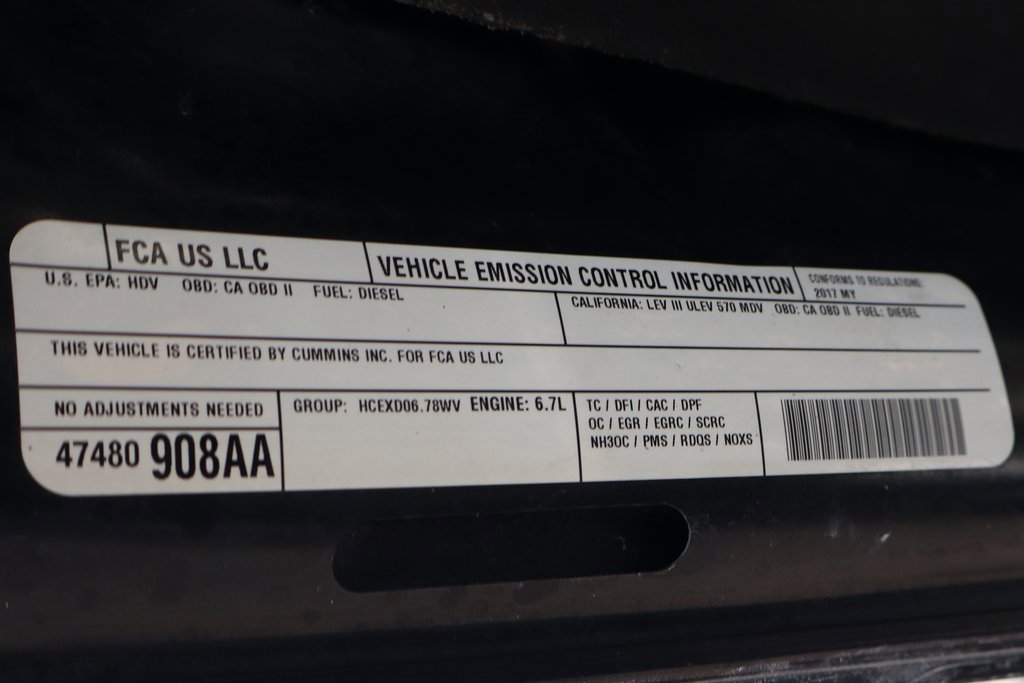 FCA US LLC
VEHICLE EMISSION CONTROL INFORMATION
CONFORMS TO REGULATIONS:
2017 MY
U.S. EPA: HDV OBD: CA OBD II FUEL: DIESEL
CALIFORNIA: LEV III ULEV 570 MDV OBD: CA OBD II FUEL: DIESEL
THIS VEHICLE IS CERTIFIED BY CUMMINS INC. FOR FCA US LLC
NO ADJUSTMENTS NEEDED
47480 908AA
GROUP: HCEXD06.78WV ENGINE: 6.7L
TC / DFI / CAC / DPF
OC / EGR / EGRC / SCRC
NH3OC / PMS / RDQS / NOXS